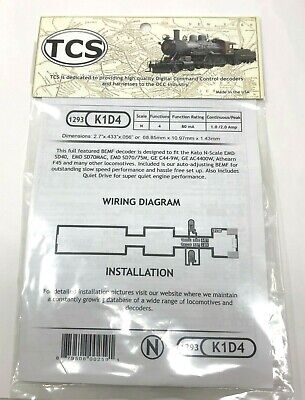 TCS
TCS is dedicated to providing high quality Digital Command Control decoders
and harnesses to the DCC Industry.
Made in the USA
1293 K1D4
Scale Functions Function Rating Continuous/Peak
N 4 80 mA 1.0 /2.0 Amp
Dimensions: 2.7"x.433"x.056" or 68.85mm x 10.97mm x 1.43mm
This full featured BEMF decoder is designed to fit the Kato N-Scale EMD
SD40, EMD SD70MAC, EMD SD70/75M, GE C44-9W, GE AC4400W, Athearn
F45 and many other locomotives. Included is our auto-adjusting BEMF for
outstanding slow speed performance and hassle free set up. Also Includes
Quiet Drive for super quiet engine performance.
WIRING DIAGRAM
INSTALLATION
For detailed installation pictures visit our website where we maintain
a constantly growing database of a wide range of locomotives and
decoders.
N 1293 K1D4